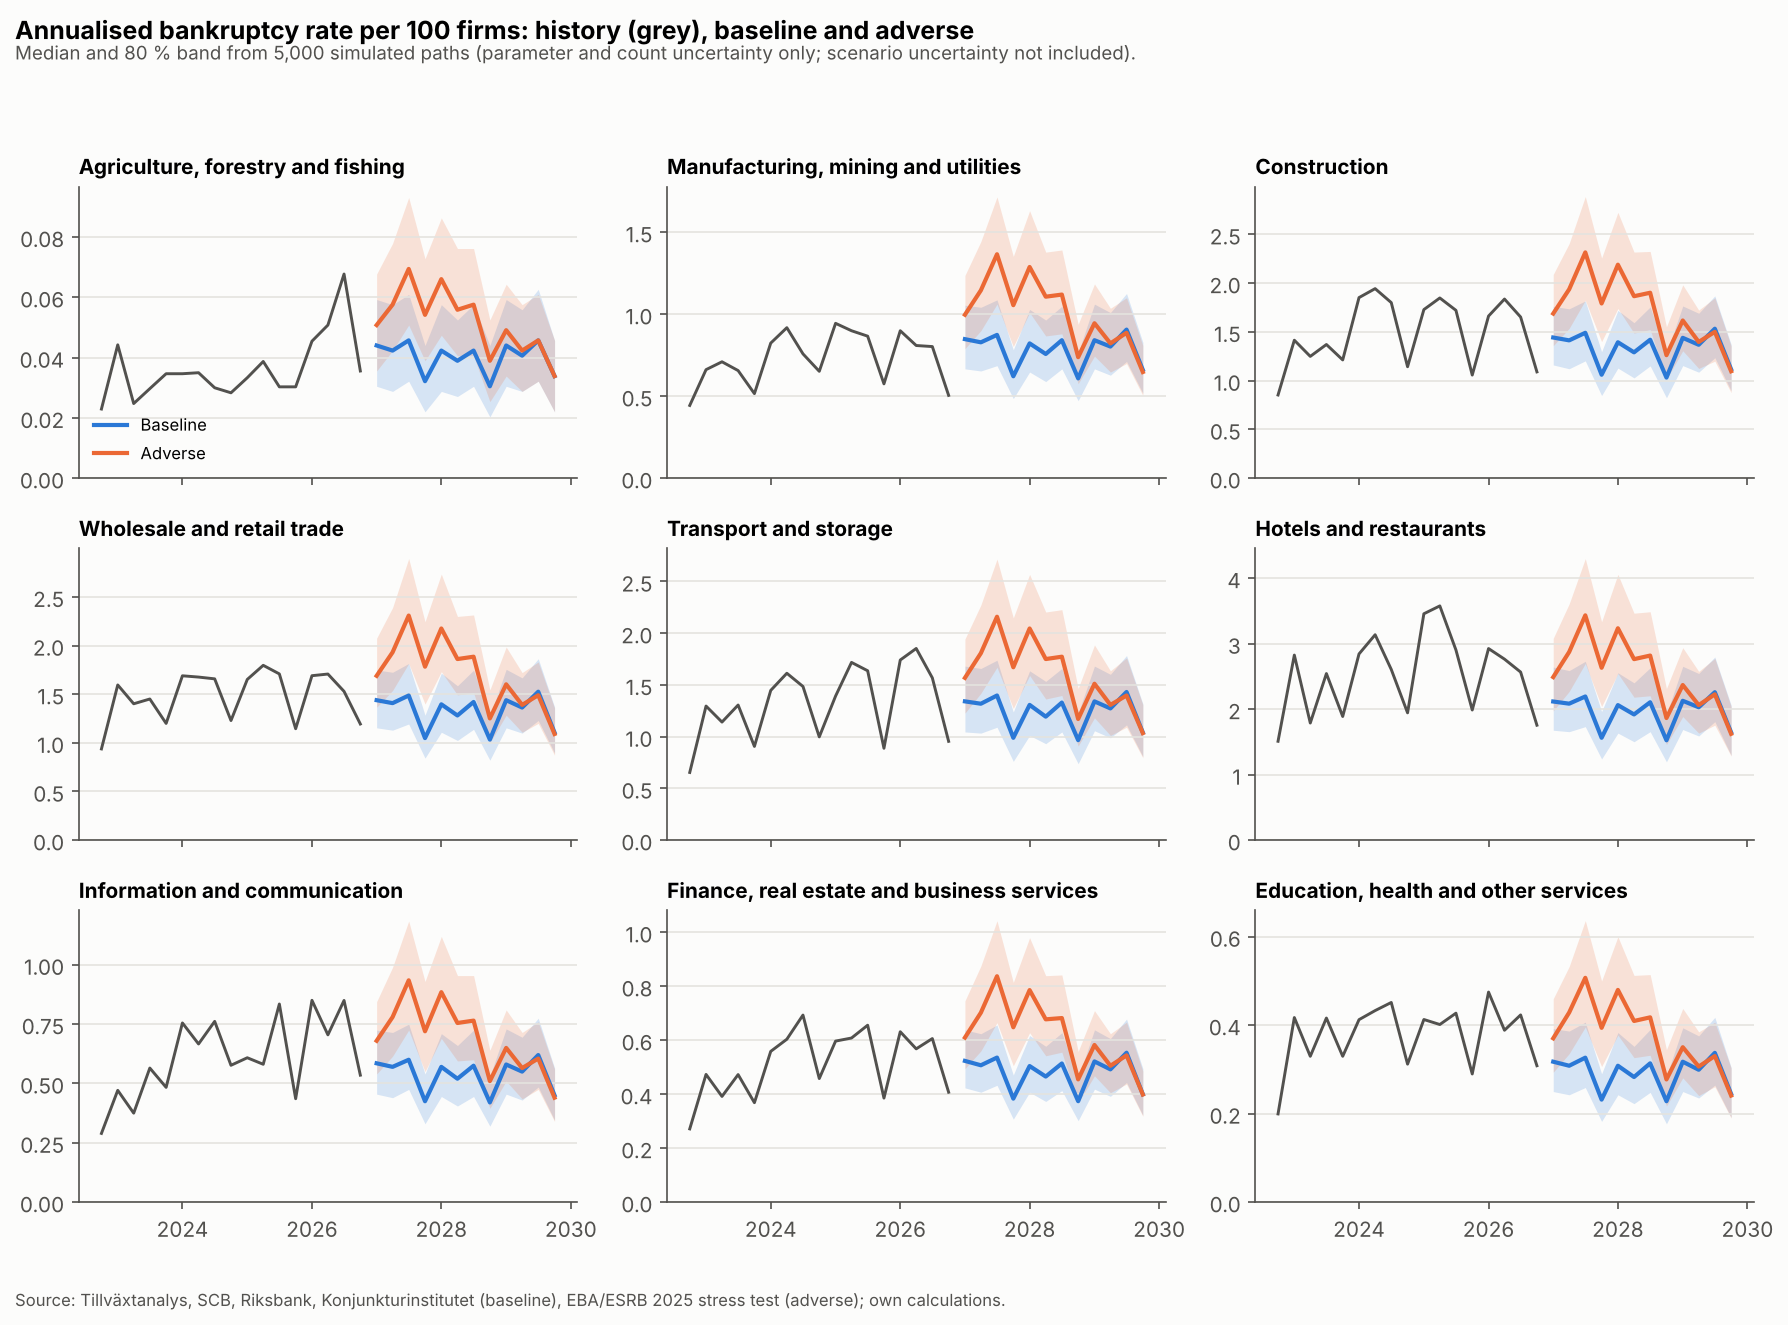 Annualised bankruptcy rate per 100 firms: history (grey), baseline and adverse
Median and 80 % band from 5,000 simulated paths (parameter and count uncertainty only; scenario uncertainty not included).
Agriculture, forestry and fishing
0.08
0.06
0.04
0.02
0.00
Baseline
Adverse
Manufacturing, mining and utilities
1.5
1.0
0.5
0.0
Construction
2.5
2.0
1.5
1.0
0.5
0.0
Wholesale and retail trade
2.5
2.0
1.5
1.0
0.5
0.0
Transport and storage
2.5
2.0
1.5
1.0
0.5
0.0
Hotels and restaurants
4
3
2
1
0
Information and communication
1.00
0.75
0.50
0.25
0.00
2024 2026 2028 2030
Finance, real estate and business services
1.0
0.8
0.6
0.4
0.2
0.0
2024 2026 2028 2030
Education, health and other services
0.6
0.4
0.2
0.0
2024 2026 2028 2030
Source: Tillväxtanalys, SCB, Riksbank, Konjunkturinstitutet (baseline), EBA/ESRB 2025 stress test (adverse); own calculations.